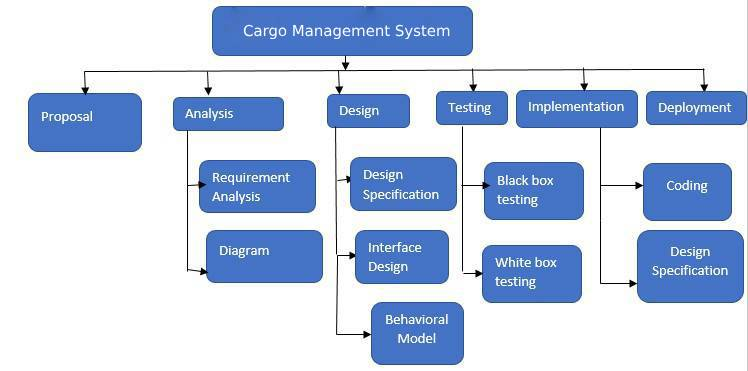 Cargo Management System
Proposal
Analysis
Design
Testing
Implementation
Deployment
Requirement
Analysis
Design
Specification
Black box
testing
Coding
Diagram
Interface
Design
White box
testing
Design
Specification
Behavioral
Model